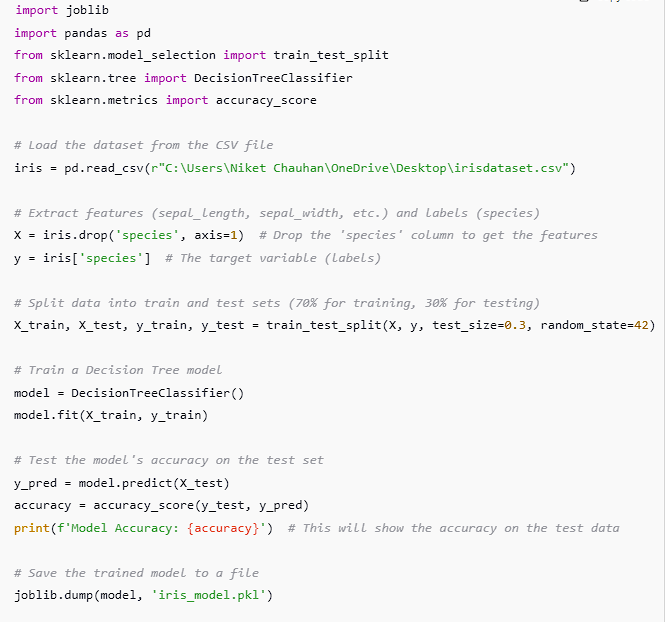 import joblib
import pandas as pd
from sklearn.model_selection import train_test_split
from sklearn.tree import DecisionTreeClassifier
from sklearn.metrics import accuracy_score
# Load the dataset from the CSV file
iris = pd.read_csv(r"C:\Users\Niket Chauhan\OneDrive\Desktop\irisdataset.csv")
# Extract features (sepal_length, sepal_width, etc.) and labels (species)
X = iris.drop('species', axis=1)  # Drop the 'species' column to get the features
y = iris['species']  # The target variable (labels)
# Split data into train and test sets (70% for training, 30% for testing)
X_train, X_test, y_train, y_test = train_test_split(X, y, test_size=0.3, random_state=42)
# Train a Decision Tree model
model = DecisionTreeClassifier()
model.fit(X_train, y_train)
# Test the model's accuracy on the test set
y_pred = model.predict(X_test)
accuracy = accuracy_score(y_test, y_pred)
print(f'Model Accuracy: {accuracy}')  # This will show the accuracy on the test data
# Save the trained model to a file
joblib.dump(model, 'iris_model.pkl')